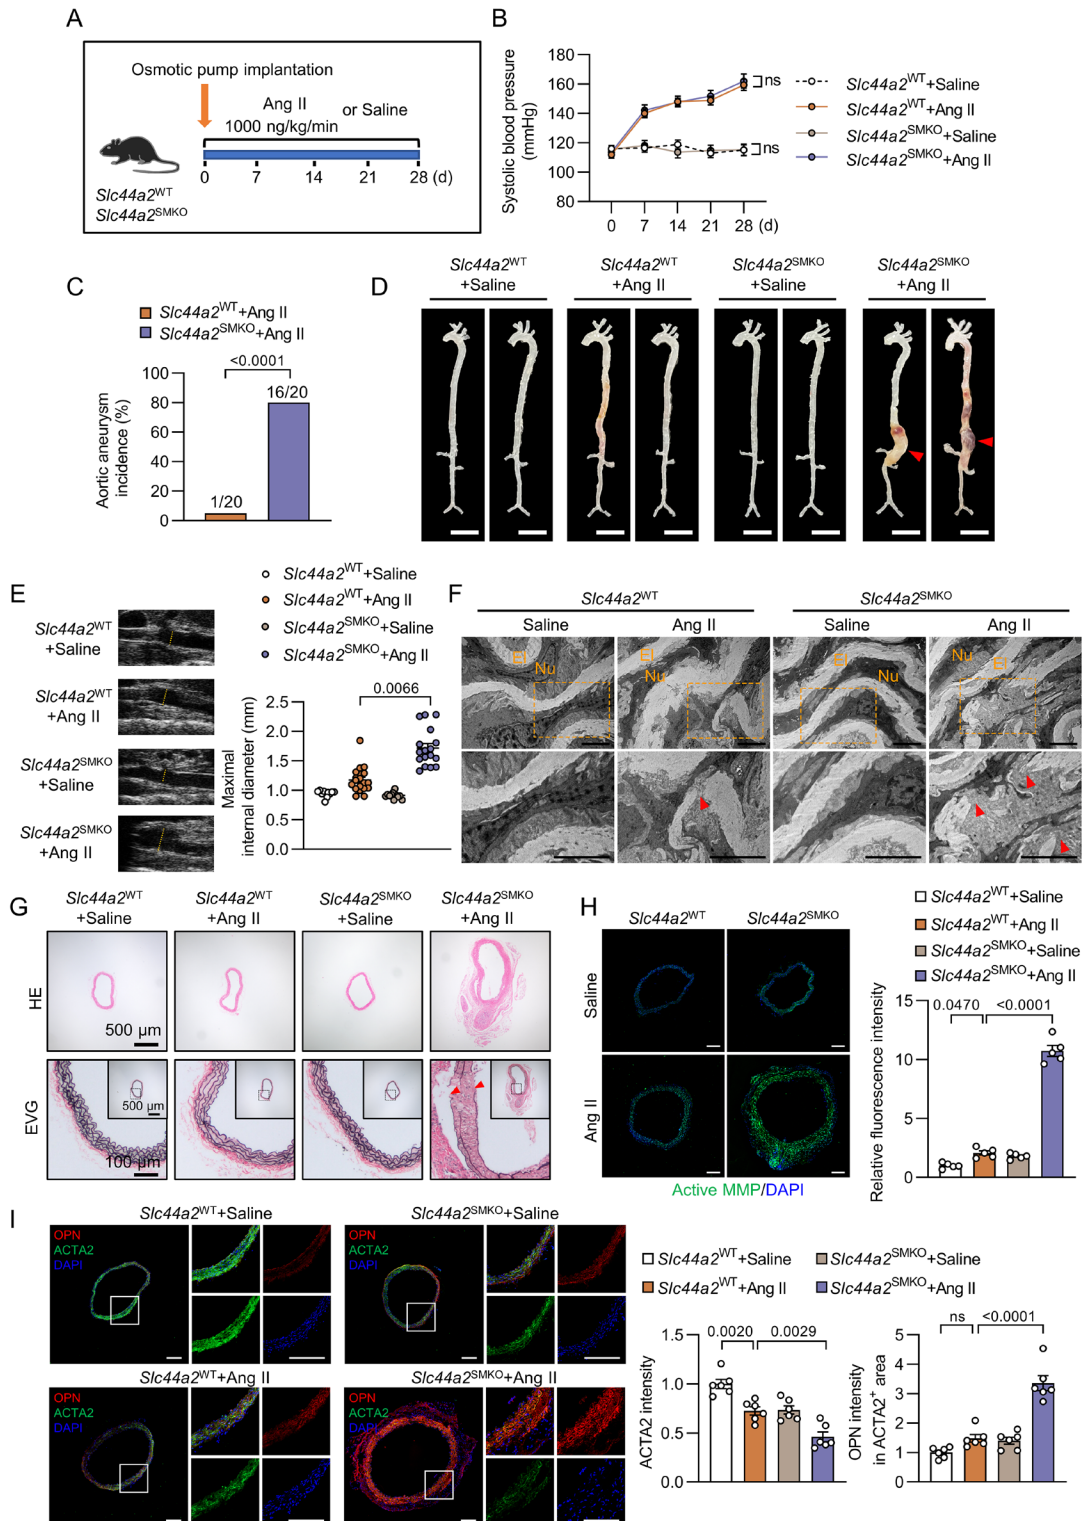 A
Osmotic pump implantation
Ang II
1000 ng/kg/min
or Saline
0 7 14 21 28 (d)
Slc44a2WT
Slc44a2SMKO
B
Systolic blood pressure
(mmHg)
180
160
140
120
100
80
0 7 14 21 28 (d)
ns
ns
Slc44a2WT+Saline
Slc44a2WT+Ang II
Slc44a2SMKO+Saline
Slc44a2SMKO+Ang II
C
Slc44a2WT+Ang II
Slc44a2SMKO+Ang II
<0.0001
Aortic aneurysm
incidence (%)
100
80
60
40
20
0
1/20
16/20
D
Slc44a2WT
+Saline
Slc44a2WT
+Ang II
Slc44a2SMKO
+Saline
Slc44a2SMKO
+Ang II
E
Slc44a2WT
+Saline
Slc44a2WT
+Ang II
Slc44a2SMKO
+Saline
Slc44a2SMKO
+Ang II
Slc44a2WT+Saline
Slc44a2WT+Ang II
Slc44a2SMKO+Saline
Slc44a2SMKO+Ang II
0.0066
Maximal
internal diameter (mm)
2.5
2.0
1.5
1.0
0.5
0.0
F
Slc44a2WT
Slc44a2SMKO
Saline
Ang II
Saline
Ang II
El
Nu
El
Nu
El
Nu
Nu
El
G
Slc44a2WT
+Saline
Slc44a2WT
+Ang II
Slc44a2SMKO
+Saline
Slc44a2SMKO
+Ang II
HE
500 µm
EVG
500 µm
100 µm
H
Slc44a2WT
Slc44a2SMKO
Saline
Ang II
Active MMP/DAPI
Slc44a2WT+Saline
Slc44a2WT+Ang II
Slc44a2SMKO+Saline
Slc44a2SMKO+Ang II
Relative fluorescence intensity
15
10
5
0
0.0470
<0.0001
I
Slc44a2WT+Saline
OPN
ACTA2
DAPI
Slc44a2SMKO+Saline
OPN
ACTA2
DAPI
Slc44a2WT+Ang II
OPN
ACTA2
DAPI
Slc44a2SMKO+Ang II
OPN
ACTA2
DAPI
Slc44a2WT+Saline
Slc44a2WT+Ang II
Slc44a2SMKO+Saline
Slc44a2SMKO+Ang II
ACTA2 intensity
1.5
1.0
0.5
0.0
0.0020
0.0029
OPN intensity
in ACTA2+ area
5
4
3
2
1
0
ns
<0.0001